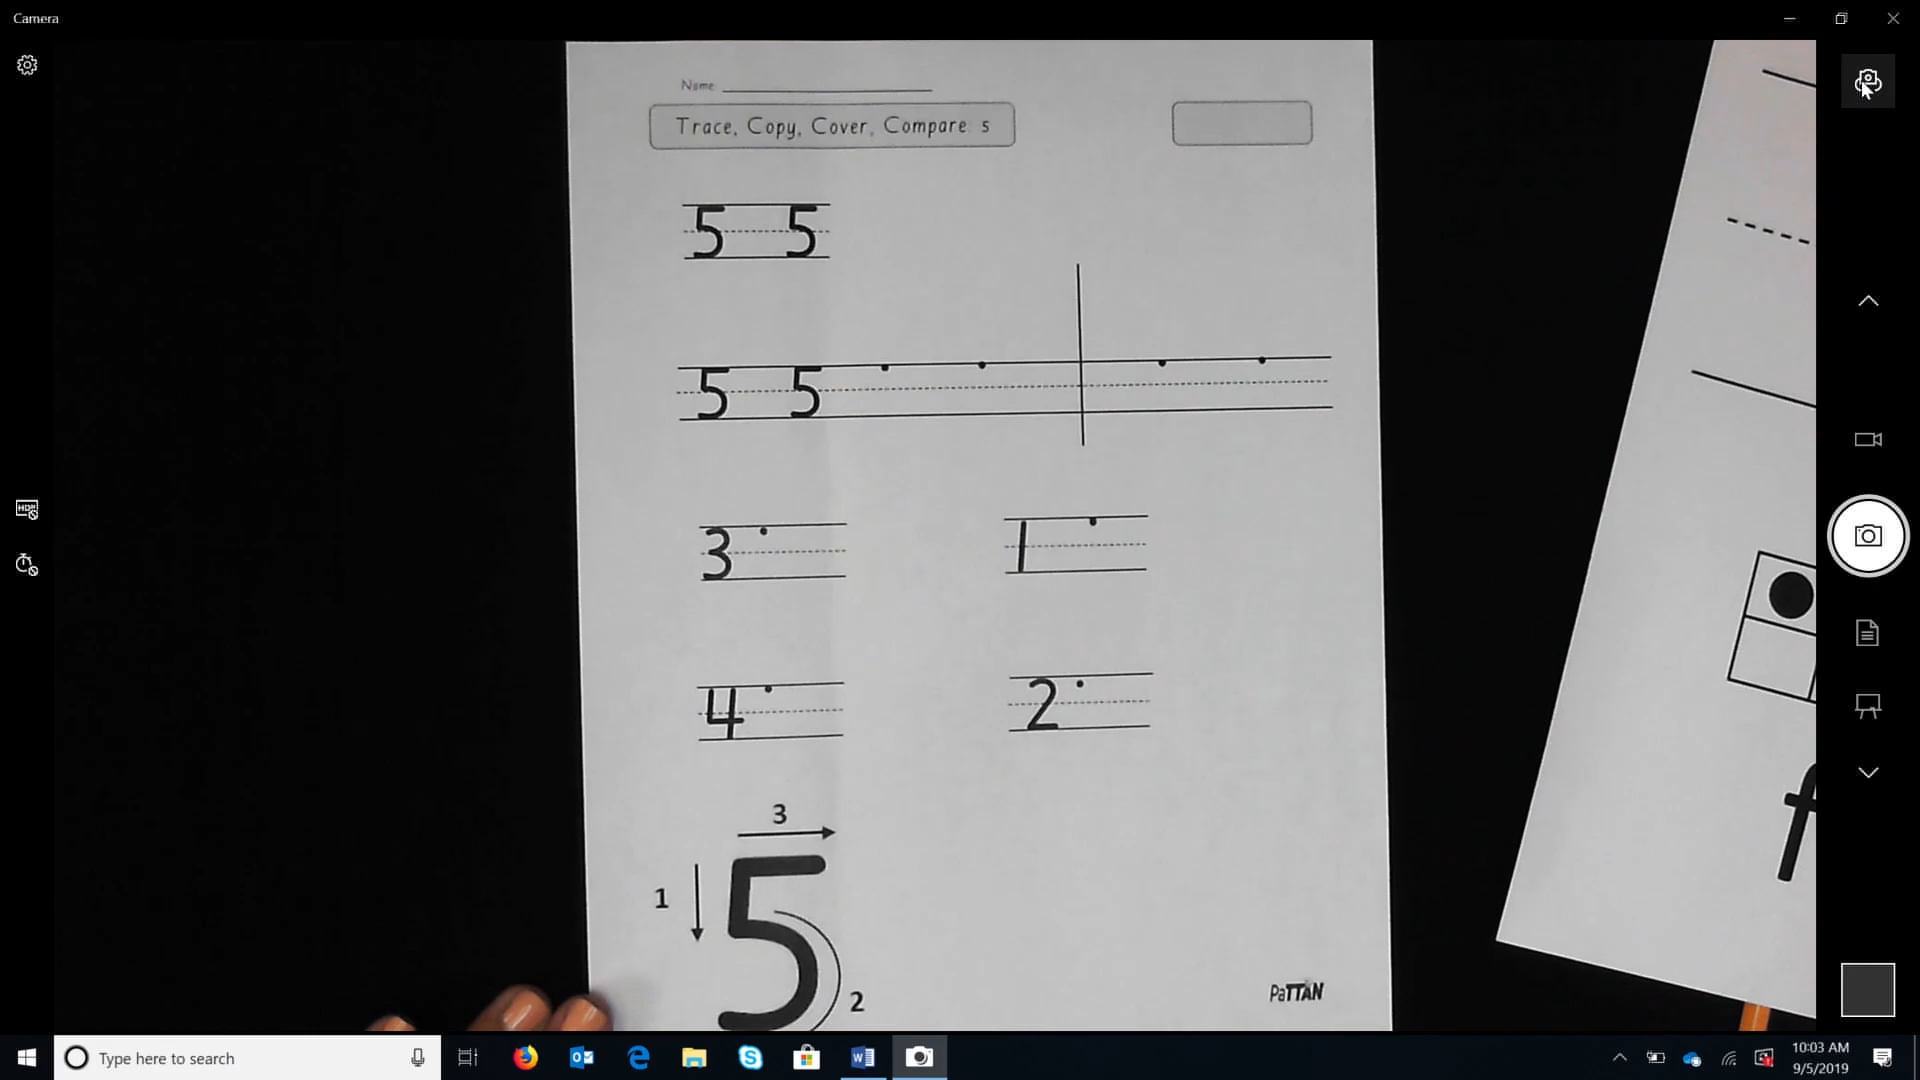 Camera
Name
Trace, Copy, Cover, Compare: s
5 5
5 5
3
1
4
2
3
1
5
2
PaTTAN
f
Type here to search
10:03 AM
9/5/2019